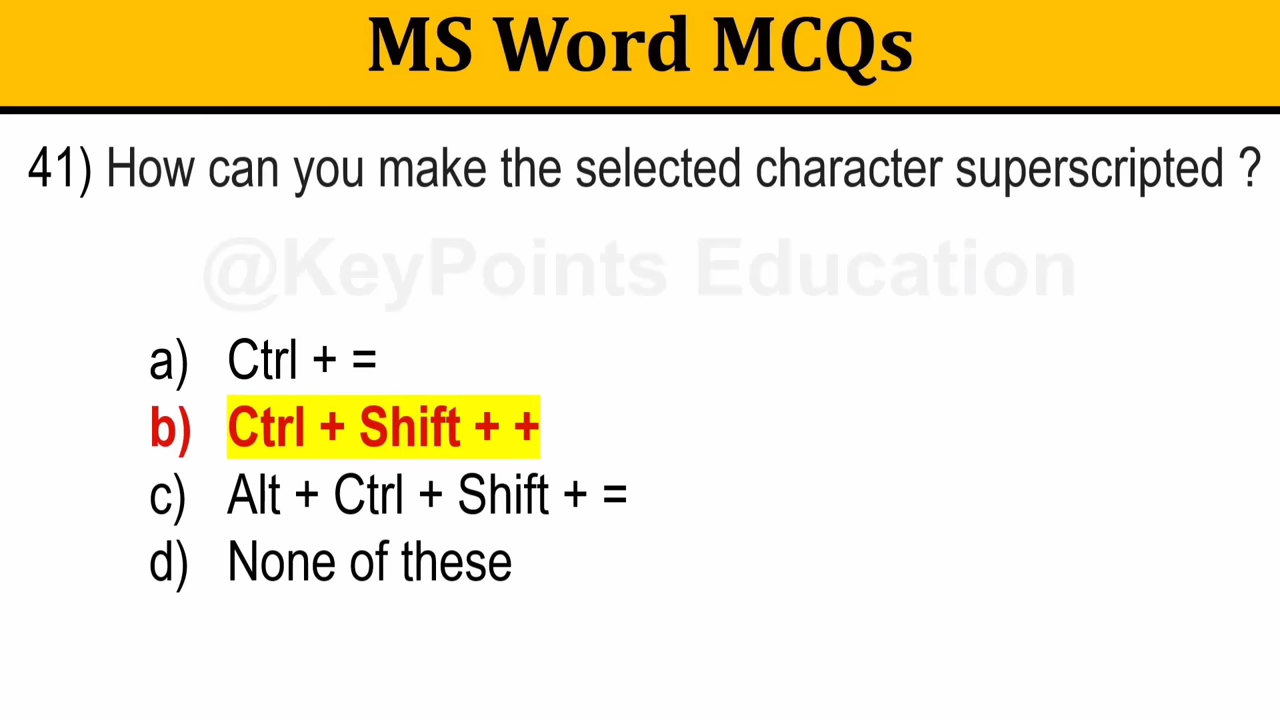 MS Word MCQs
41) How can you make the selected character superscripted ?
@KeyPoints Education
a) Ctrl + =
b) Ctrl + Shift + +
c) Alt + Ctrl + Shift + =
d) None of these